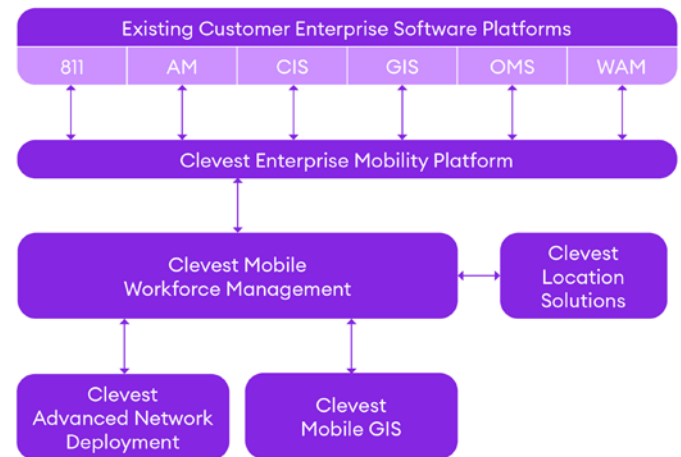 Existing Customer Enterprise Software Platforms
811 AM CIS GIS OMS WAM
Clevest Enterprise Mobility Platform
Clevest Mobile
Workforce Management
Clevest
Location
Solutions
Clevest
Advanced Network
Deployment
Clevest
Mobile GIS